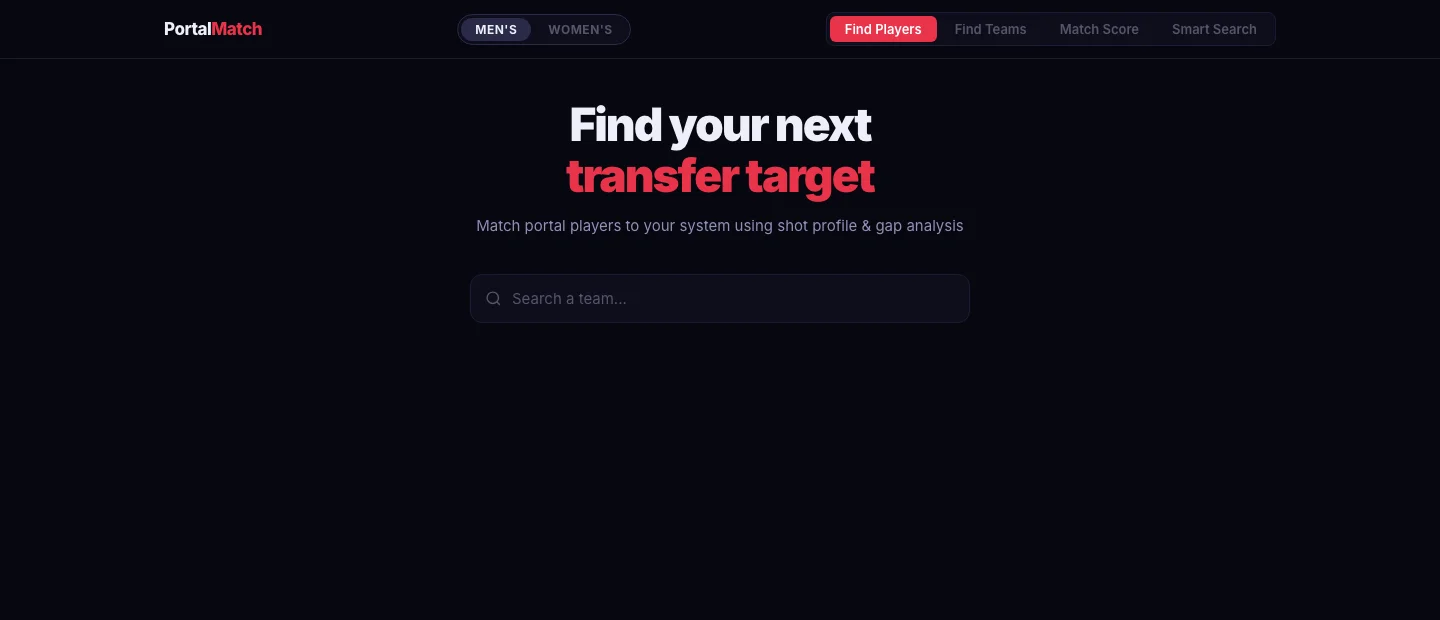 PortalMatch
MEN'S WOMEN'S
Find Players Find Teams Match Score Smart Search
Find your next
transfer target
Match portal players to your system using shot profile & gap analysis
Search a team...